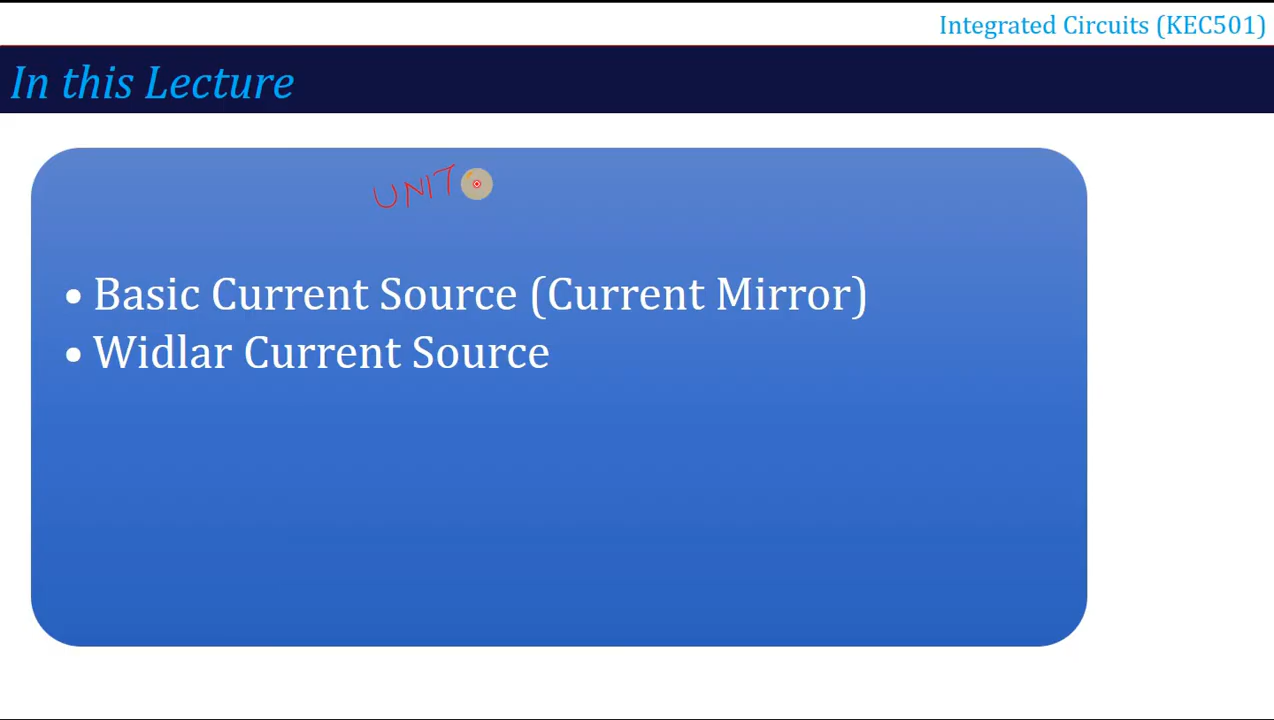 Integrated Circuits (KEC501)
In this Lecture
UNIT
• Basic Current Source (Current Mirror)
• Widlar Current Source